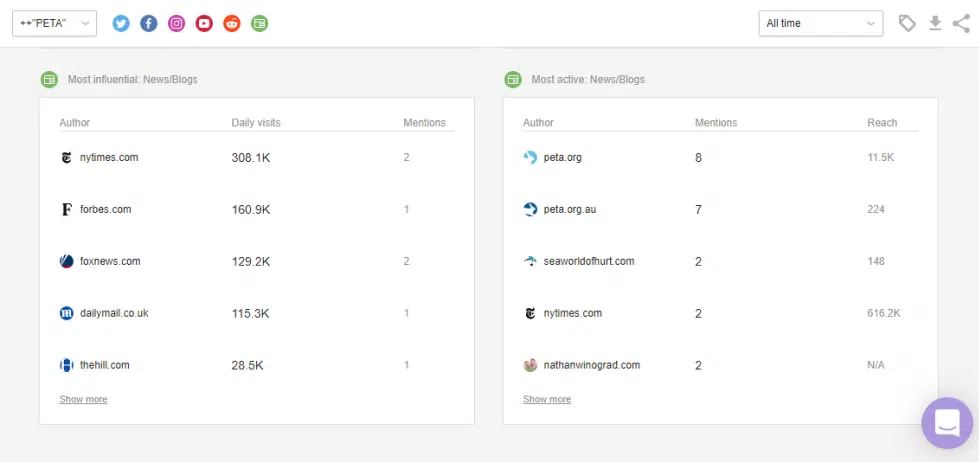 ++"PETA"
All time
Most influential: News/Blogs
Author Daily visits Mentions
nytimes.com 308.1K 2
forbes.com 160.9K 1
foxnews.com 129.2K 2
dailymail.co.uk 115.3K 1
thehill.com 28.5K 1
Show more
Most active: News/Blogs
Author Mentions Reach
peta.org 8 11.5K
peta.org.au 7 224
seaworldofhurt.com 2 148
nytimes.com 2 616.2K
nathanwinograd.com 2 N/A
Show more